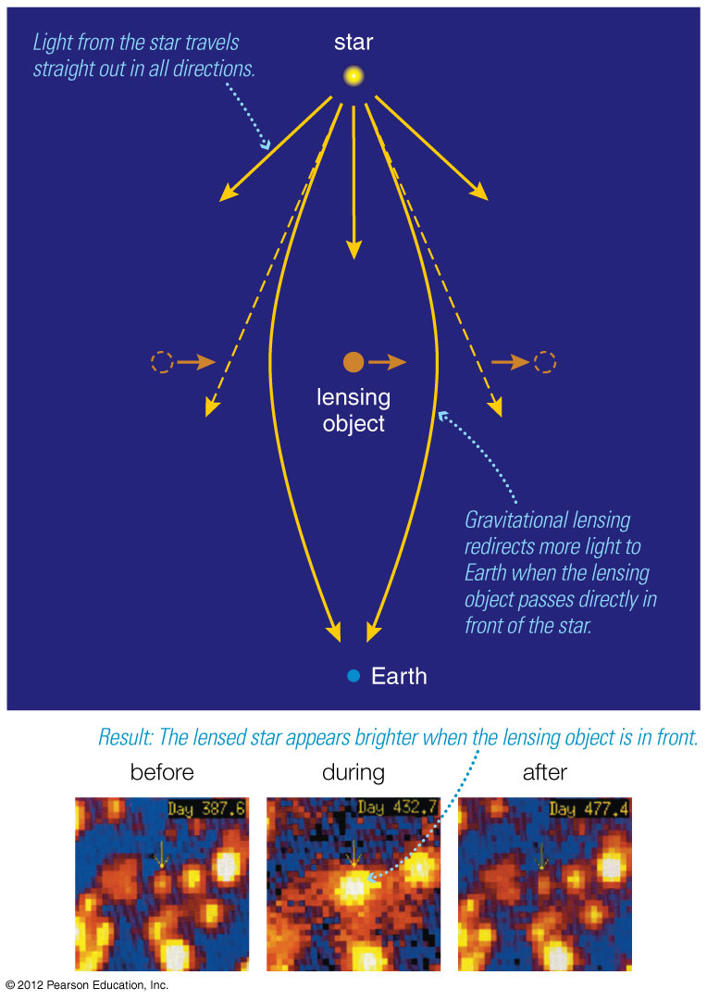 Light from the star travels
straight out in all directions.
star
lensing
object
Gravitational lensing
redirects more light to
Earth when the lensing
object passes directly in
front of the star.
Earth
Result: The lensed star appears brighter when the lensing object is in front.
before
during
after
Day 387.6
Day 432.7
Day 477.4
© 2012 Pearson Education, Inc.